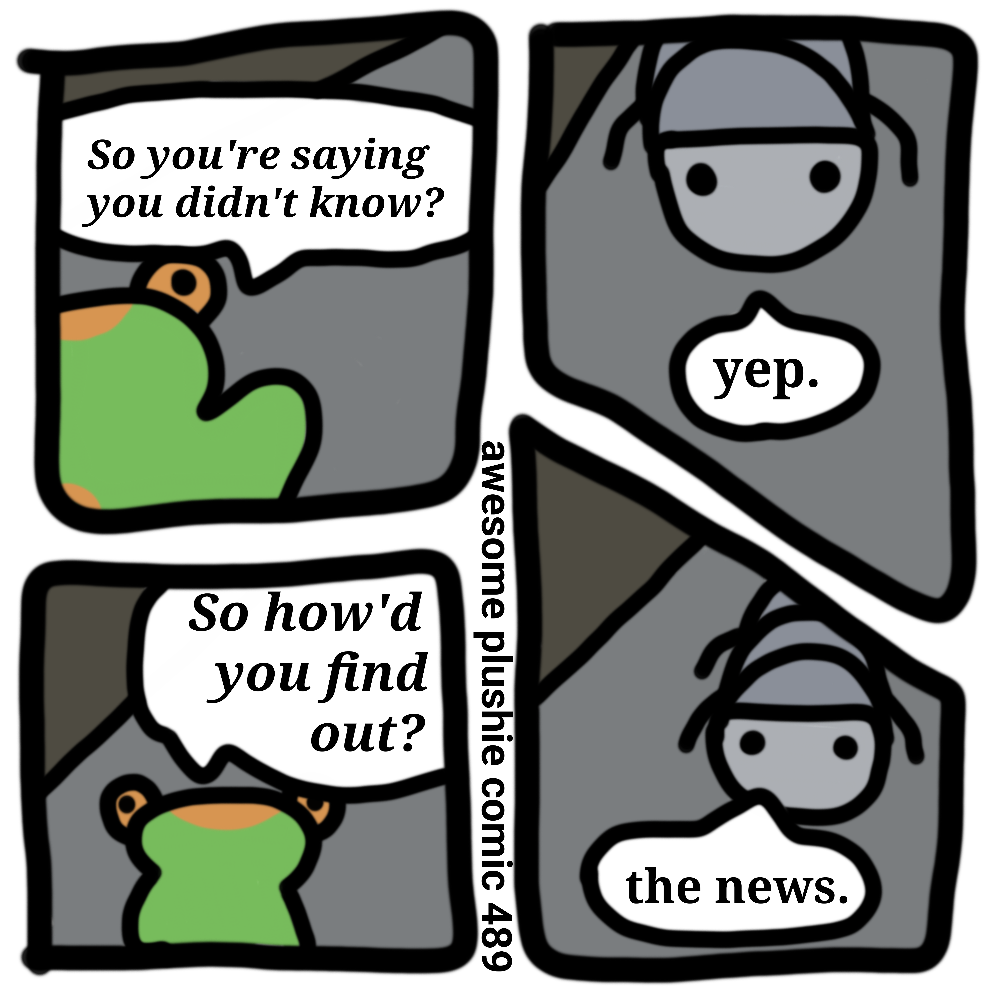 So you're saying
you didn't know?
yep.
So how'd
you find
out?
the news.
awesome plushie comic 489